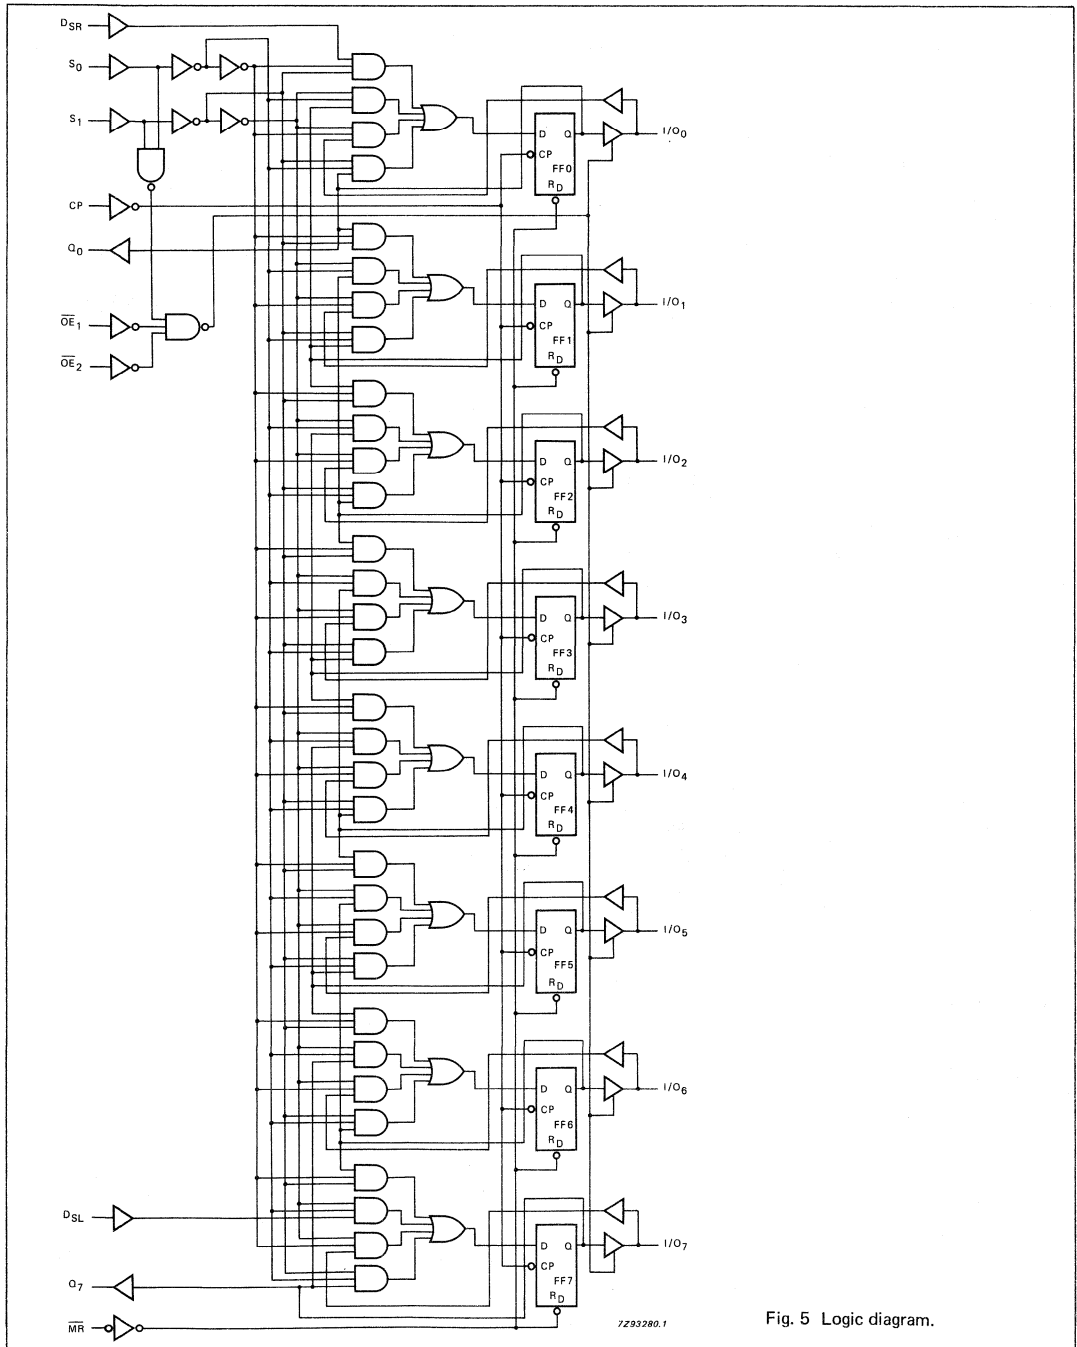 DSR
S0
S1
CP
Q0
OE1
OE2
D Q
CP
FF0
RD
I/O0
D Q
CP
FF1
RD
I/O1
D Q
CP
FF2
RD
I/O2
D Q
CP
FF3
RD
I/O3
D Q
CP
FF4
RD
I/O4
D Q
CP
FF5
RD
I/O5
D Q
CP
FF6
RD
I/O6
DSL
Q7
MR
D Q
CP
FF7
RD
I/O7
7Z93280.1
Fig. 5 Logic diagram.